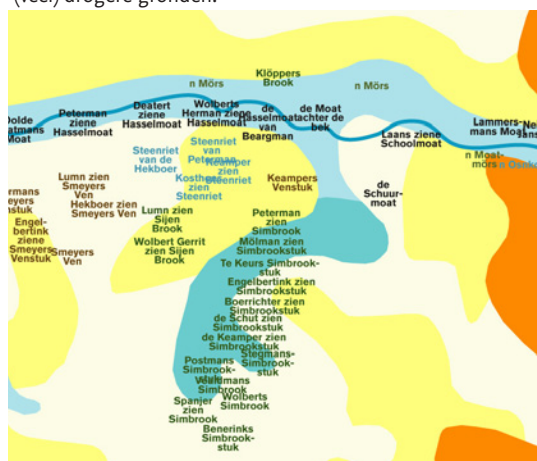 (veel) drogere gronden.
Klöppers
Brook
n Mörs
n Mörs
Dolde
Moat
Peterman
ziene
Hasselmoat
Deatert
ziene
Hasselmoat
Wolberts
Herman ziene
Hasselmoat
de
Hasselmoat
van
Beargman
de Moat
achter de
bek
Laans ziene
Schoolmoat
Lammers-
mans Moat
n Moat-
mörs
Steenriet
van de
Hekboer
Steenriet
van
Peterman
Keamper
zien
Steenriet
Kosthoes
zien
Steenriet
Keampers
Venstuk
de
Schuur-
moat
Lumn zien
Smeyers
Ven
Hekboer zien
Smeyers Ven
Engel-
bertink
ziene
Smeyers
Venstuk
Smeyers
Ven
Lumn zien
Sijen
Brook
Wolbert Gerrit
zien Sijen
Brook
Peterman
zien
Simbrook
Mölman zien
Simbrookstuk
Te Keurs Simbrook-
stuk
Engelbertink zien
Simbrookstuk
Boerrichter zien
Simbrookstuk
de Schut zien
Simbrookstuk
de Keamper zien
Simbrookstuk
Stegmans-
Simbrook-
stuk
Postmans
Simbrook-
stuk
Simbrook
Wolberts
Simbrook
Spanjer
zien
Simbrook
Benerinks
Simbrook-
stuk